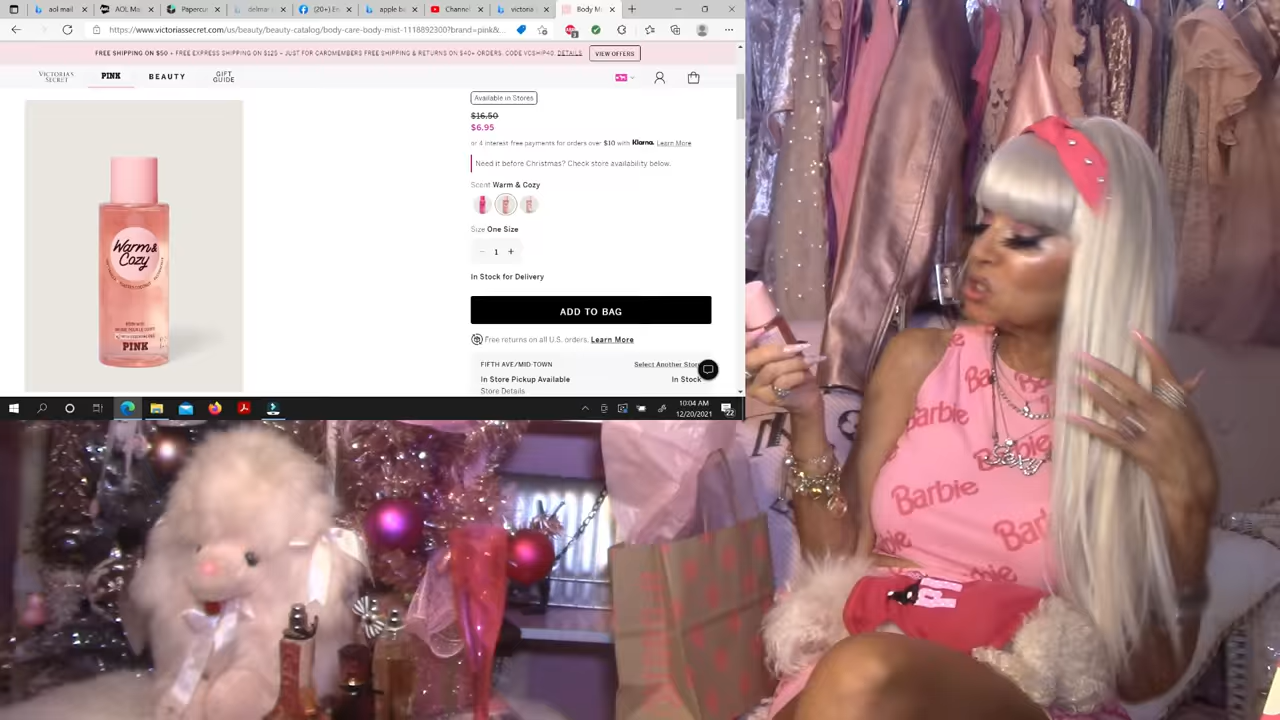 aol mail
AOL Ma
Papercu
delmar
(20+) En
apple b
Channel
victoria
Body M
https://www.victoriassecret.com/us/beauty/beauty-catalog/body-care-body-mist-1118892300?brand=pink&...
FREE SHIPPING ON $50 + FREE EXPRESS SHIPPING ON $125 - JUST FOR CARDMEMBERS FREE SHIPPING & RETURNS ON $40+ ORDERS. CODE VCSHIP40. DETAILS
VIEW OFFERS
VICTORIA'S SECRET
PINK
BEAUTY
GIFT GUIDE
Available in Stores
$16.50
$6.95
or 4 interest free payments for orders over $10 with Klarna. Learn More
Need it before Christmas? Check store availability below.
Scent Warm & Cozy
Size One Size
1
In Stock for Delivery
ADD TO BAG
Free returns on all U.S. orders. Learn More
FIFTH AVE/MID-TOWN
Select Another Stor
In Store Pickup Available
In Stock
Store Details
Warm &
Cozy
PINK
10:04 AM
12/20/2021
22
Barbie
Barbie
Barbie
Barbie
Barbie
Sexy